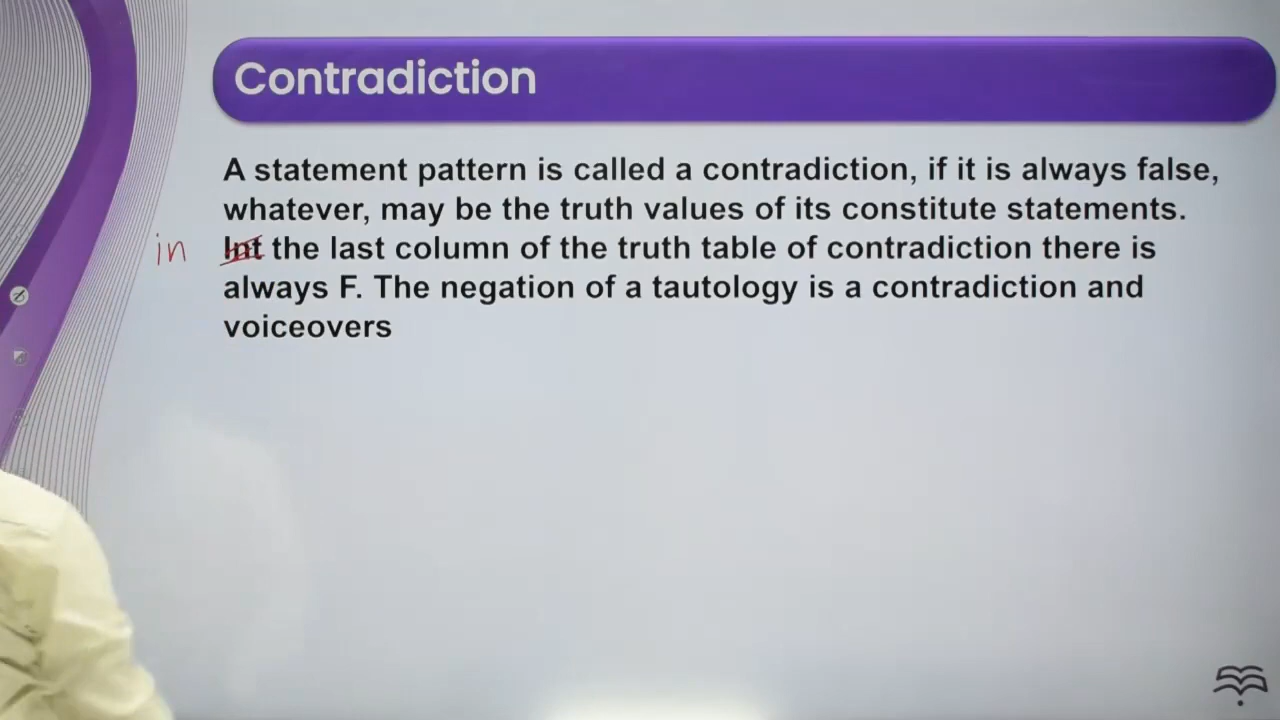 Contradiction
A statement pattern is called a contradiction, if it is always false,
whatever, may be the truth values of its constitute statements.
in Int the last column of the truth table of contradiction there is
always F. The negation of a tautology is a contradiction and
voiceovers